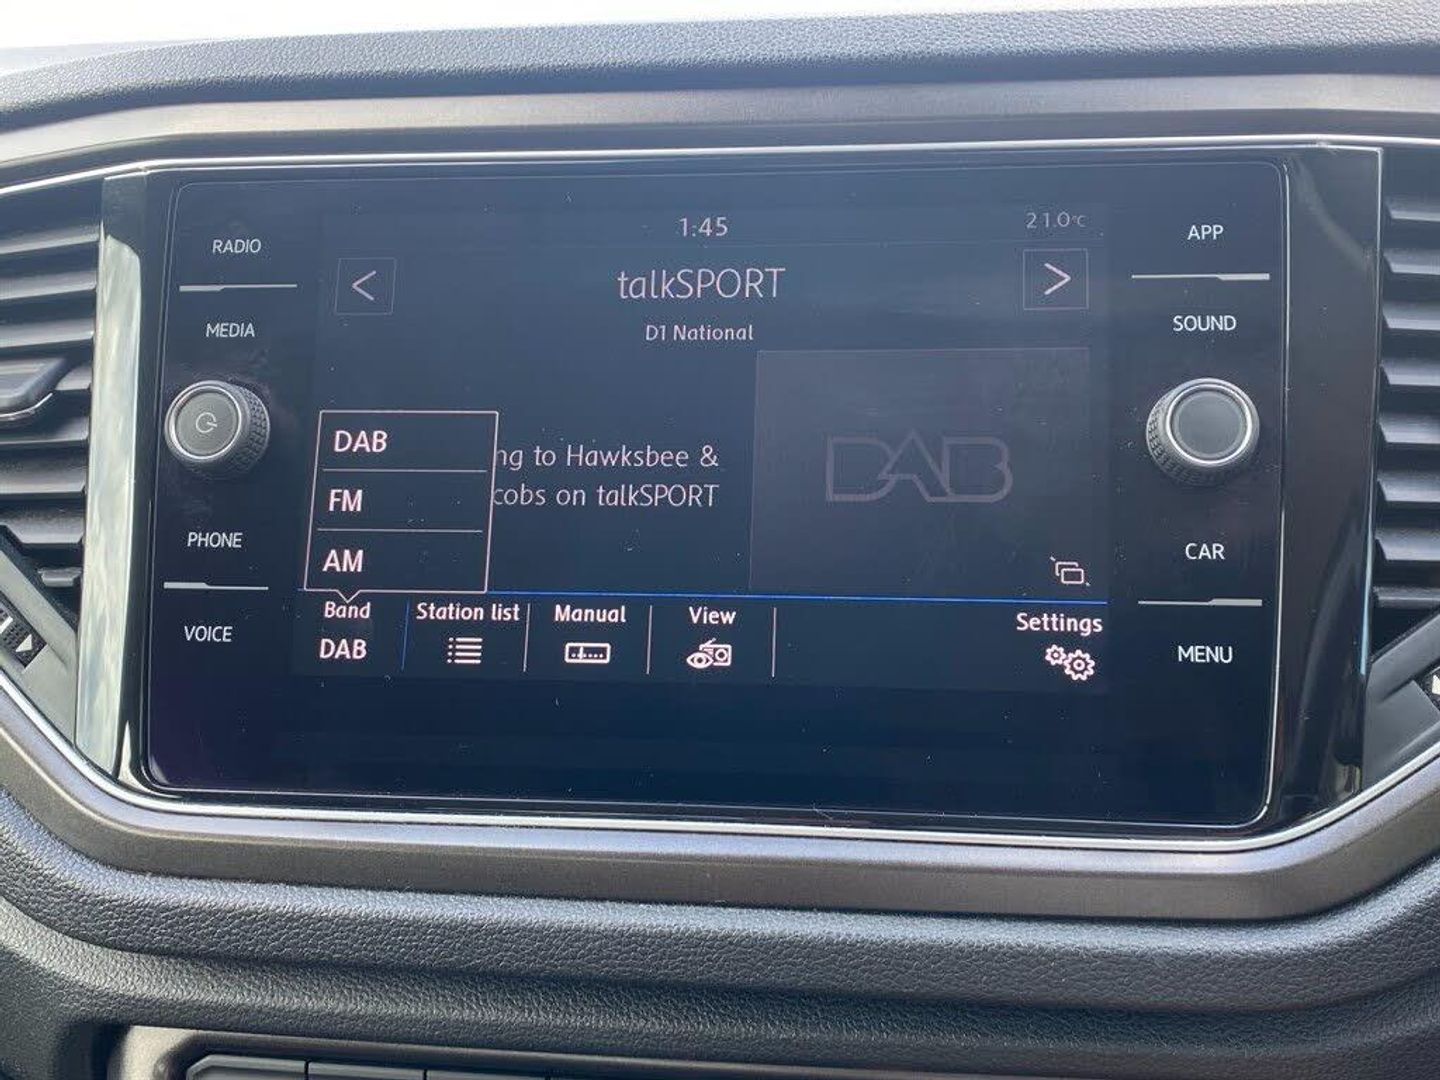 RADIO
MEDIA
PHONE
VOICE
1:45
21.0°C
<
talkSPORT
>
D1 National
DAB
FM
AM
ng to Hawksbee &
cobs on talkSPORT
DAB
Band
DAB
Station list
Manual
View
Settings
APP
SOUND
CAR
MENU